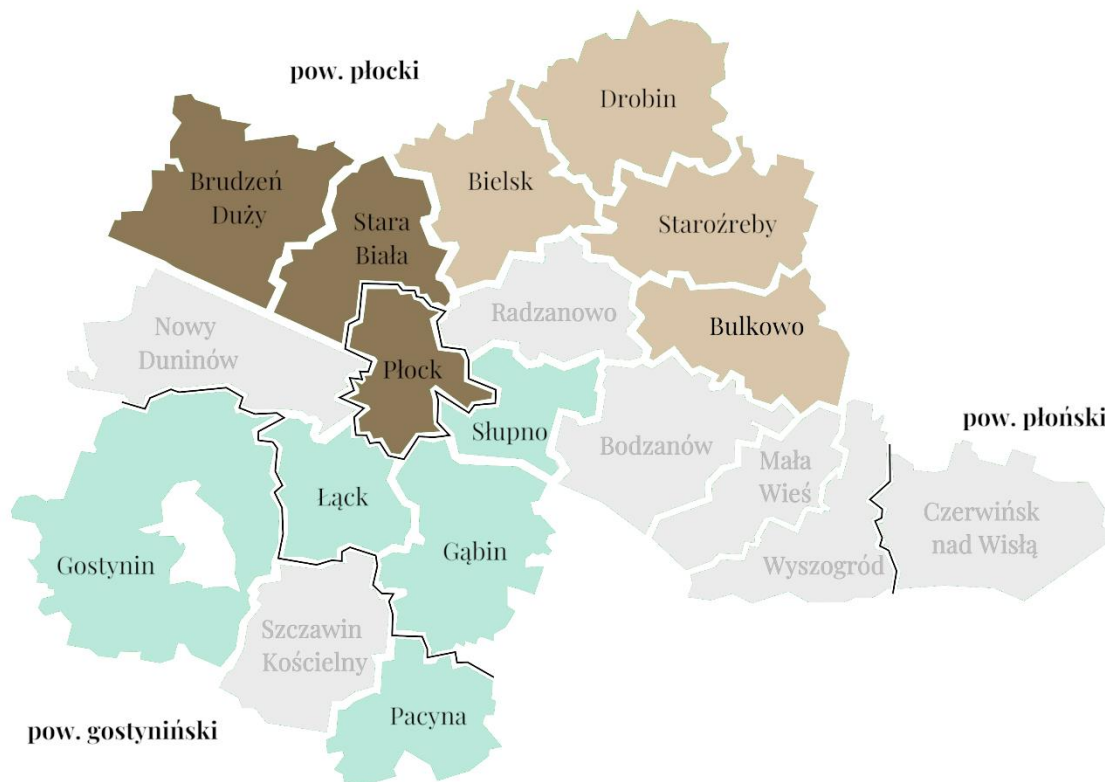 pow. płocki
Drobin
Brudzeń
Duży
Bielsk
Stara
Biała
Staroźreby
Nowy
Duninów
Radzanowo
Bulkowo
Płock
Słupno
Bodzanów
pow. płoński
Mała
Wieś
Łąck
Czerwińsk
nad Wisłą
Gostynin
Gąbin
Wyszogród
Szczawin
Kościelny
Pacyna
pow. gostyniński